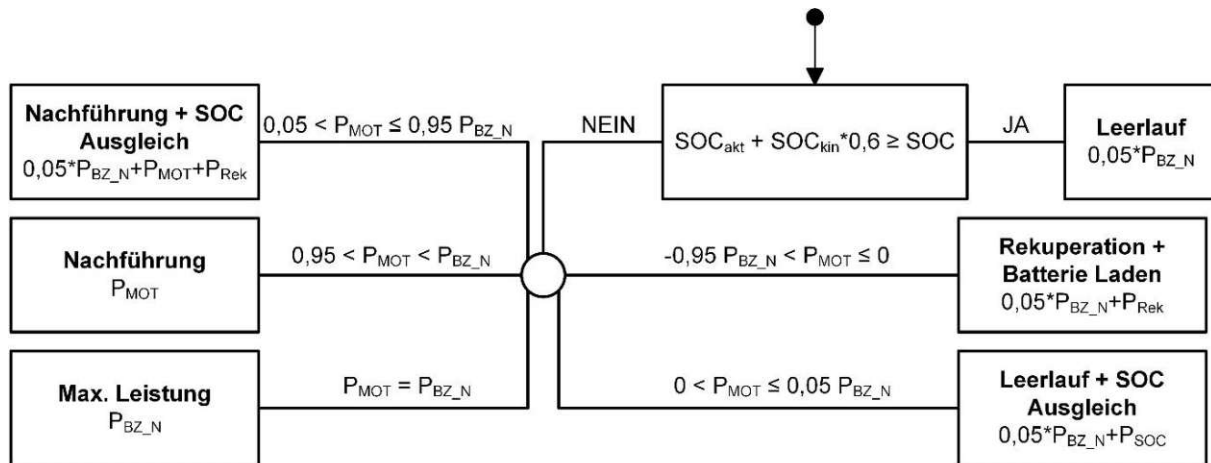 Nachführung + SOC
Ausgleich
0,05*P_BZ_N+P_MOT+P_Rek
0,05 < P_MOT ≤ 0,95 P_BZ_N
NEIN
SOC_akt + SOC_kin*0,6 ≥ SOC
JA
Leerlauf
0,05*P_BZ_N
Nachführung
P_MOT
0,95 < P_MOT < P_BZ_N
-0,95 P_BZ_N < P_MOT ≤ 0
Rekuperation +
Batterie Laden
0,05*P_BZ_N+P_Rek
Max. Leistung
P_BZ_N
P_MOT = P_BZ_N
0 < P_MOT ≤ 0,05 P_BZ_N
Leerlauf + SOC
Ausgleich
0,05*P_BZ_N+P_SOC